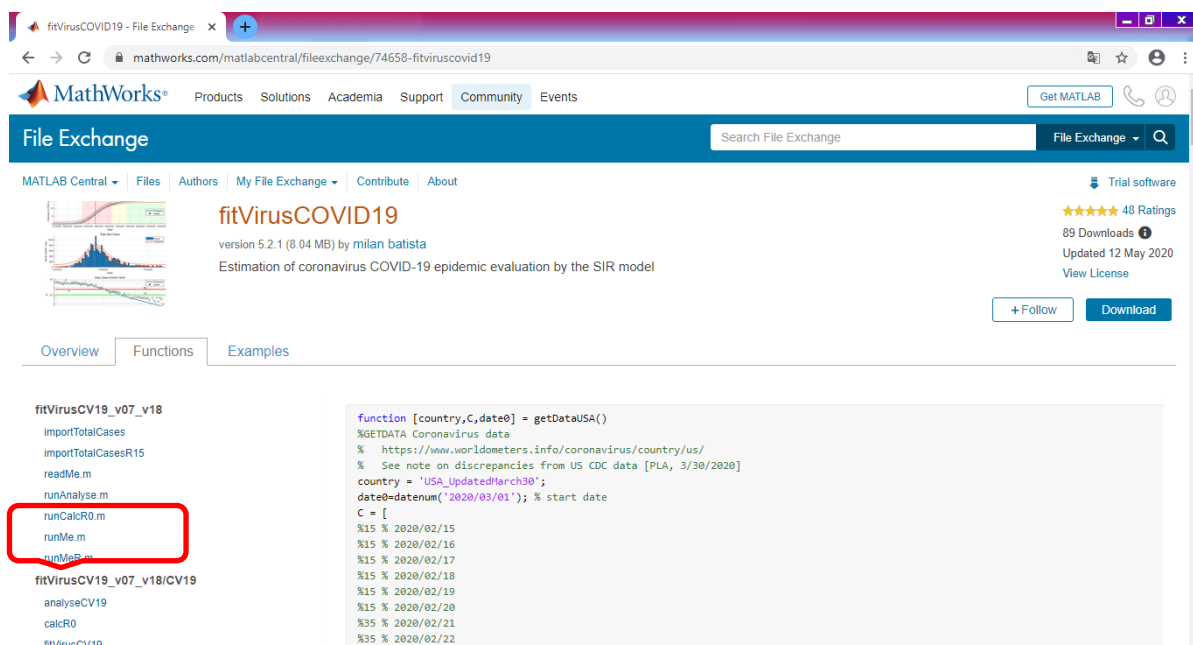 fitVirusCOVID19 - File Exchange
mathworks.com/matlabcentral/fileexchange/74658-fitviruscovid19
MathWorks® Products Solutions Academia Support Community Events Get MATLAB
File Exchange Search File Exchange File Exchange
MATLAB Central Files Authors My File Exchange Contribute About Trial software
fitVirusCOVID19
48 Ratings
version 5.2.1 (8.04 MB) by milan batista
89 Downloads
Estimation of coronavirus COVID-19 epidemic evaluation by the SIR model
Updated 12 May 2020
View License
+Follow Download
Overview Functions Examples
fitVirusCV19_v07_v18
importTotalCases
importTotalCasesR15
readMe.m
runAnalyse.m
runCalcR0.m
runMe.m
runMeR.m
fitVirusCV19_v07_v18/CV19
analyseCV19
calcR0
fitVirusCV19
function [country,C,date0] = getDataUSA()
%GETDATA Coronavirus data
% https://www.worldometers.info/coronavirus/country/us/
% See note on discrepancies from US CDC data [PLA, 3/30/2020]
country = 'USA_UpdatedMarch30';
date0=datenum('2020/03/01'); % start date
C = [
%15 % 2020/02/15
%15 % 2020/02/16
%15 % 2020/02/17
%15 % 2020/02/18
%15 % 2020/02/19
%15 % 2020/02/20
%35 % 2020/02/21
%35 % 2020/02/22